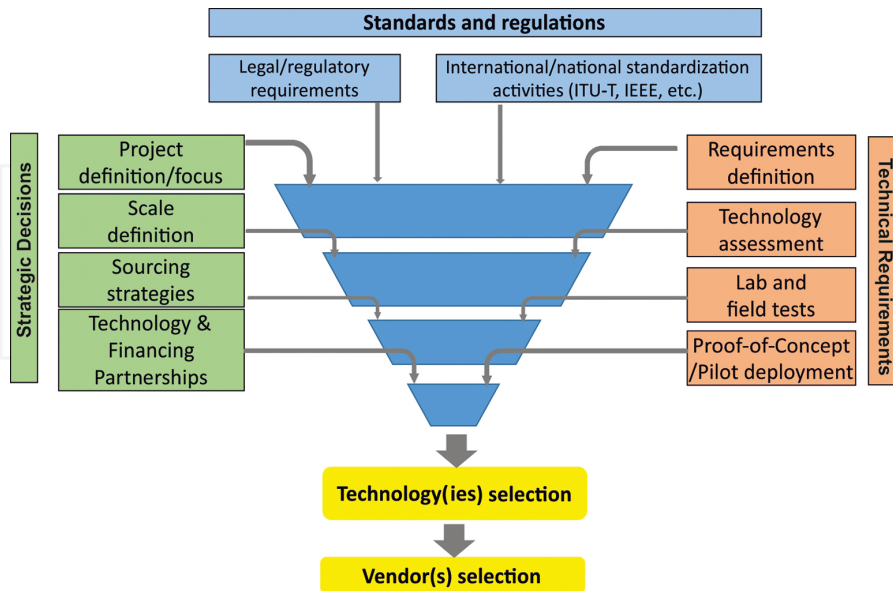 Standards and regulations
Legal/regulatory
requirements
International/national standardization
activities (ITU-T, IEEE, etc.)
Strategic Decisions
Project
definition/focus
Scale
definition
Sourcing
strategies
Technology &
Financing
Partnerships
Requirements
definition
Technology
assessment
Lab and
field tests
Proof-of-Concept
/Pilot deployment
Technical Requirements
Technology(ies) selection
Vendor(s) selection